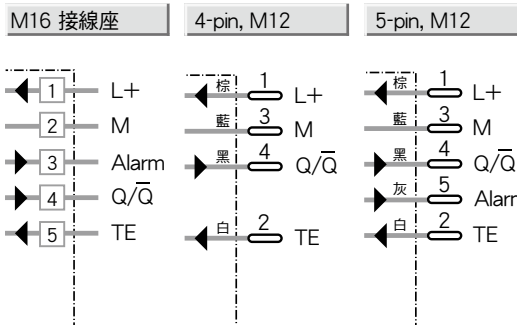 M16 接線座
1 L+
2 M
3 Alarm
4 Q/Q̅
5 TE
4-pin, M12
棕 1 L+
藍 3 M
黑 4 Q/Q̅
白 2 TE
5-pin, M12
棕 1 L+
藍 3 M
黑 4 Q/Q̅
灰 5 Alarm
白 2 TE